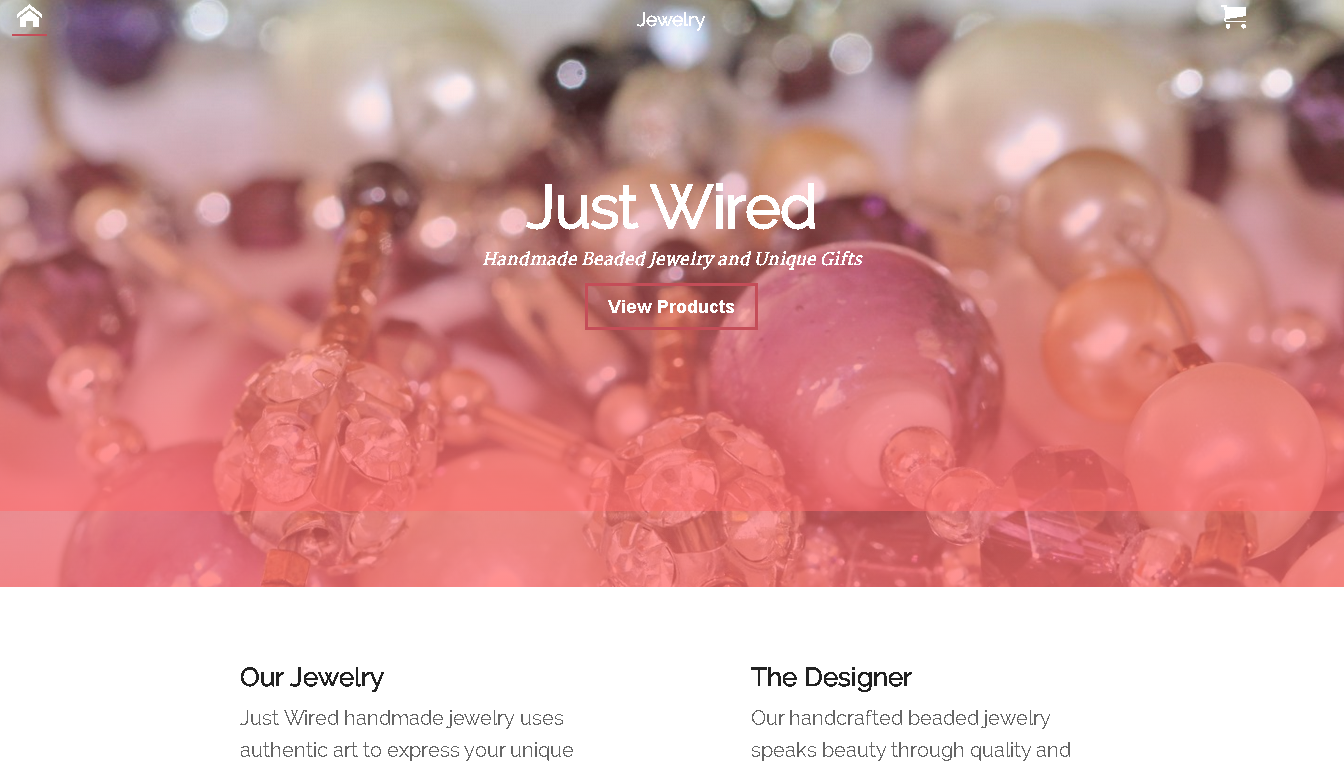 Jewelry
Just Wired
Handmade Beaded Jewelry and Unique Gifts
View Products
Our Jewelry
Just Wired handmade jewelry uses
authentic art to express your unique
The Designer
Our handcrafted beaded jewelry
speaks beauty through quality and